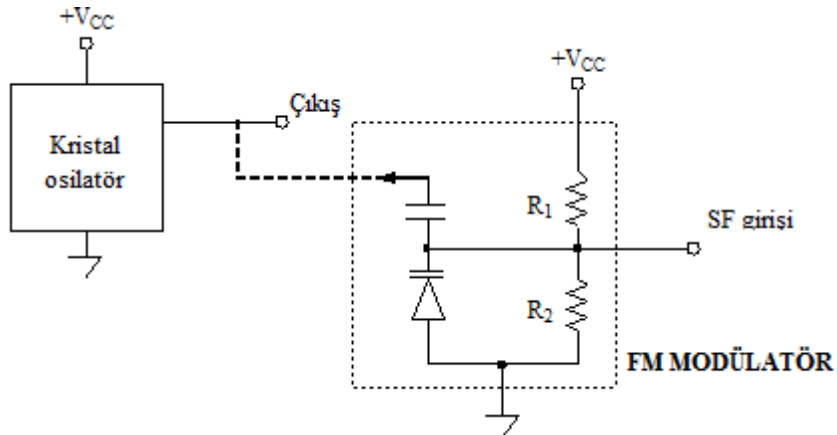 +VCC
Kristal
osilatör
Çıkış
+VCC
R1
SF girişi
R2
FM MODÜLATÖR